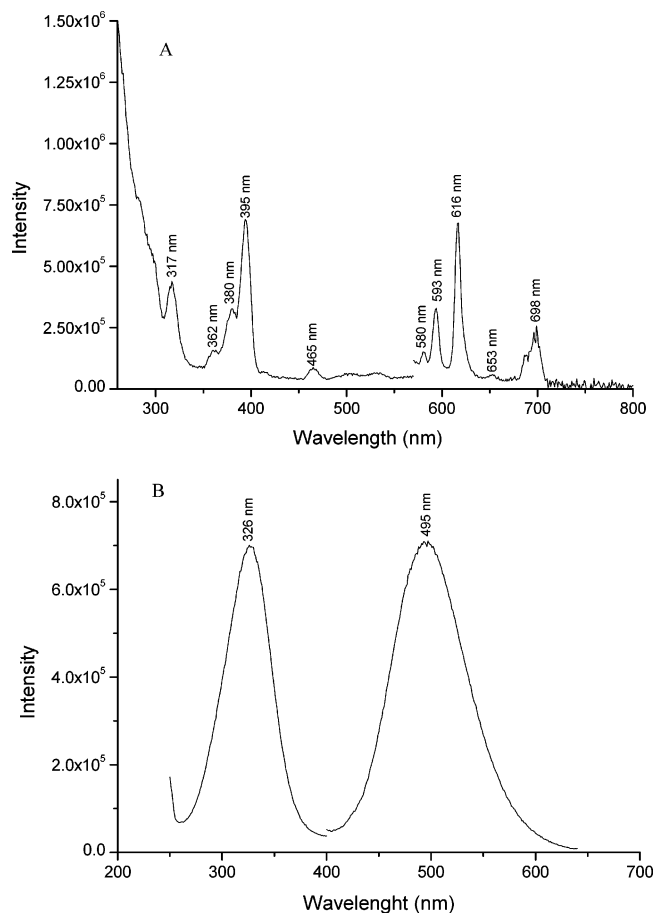 A
1.50x10^6
1.25x10^6
1.00x10^6
7.50x10^5
5.00x10^5
2.50x10^5
0.00
Intensity
317 nm
362 nm
380 nm
395 nm
465 nm
580 nm
593 nm
616 nm
653 nm
698 nm
300 400 500 600 700 800
Wavelength (nm)
B
8.0x10^5
6.0x10^5
4.0x10^5
2.0x10^5
0.0
Intensity
326 nm
495 nm
200 300 400 500 600 700
Wavelenght (nm)